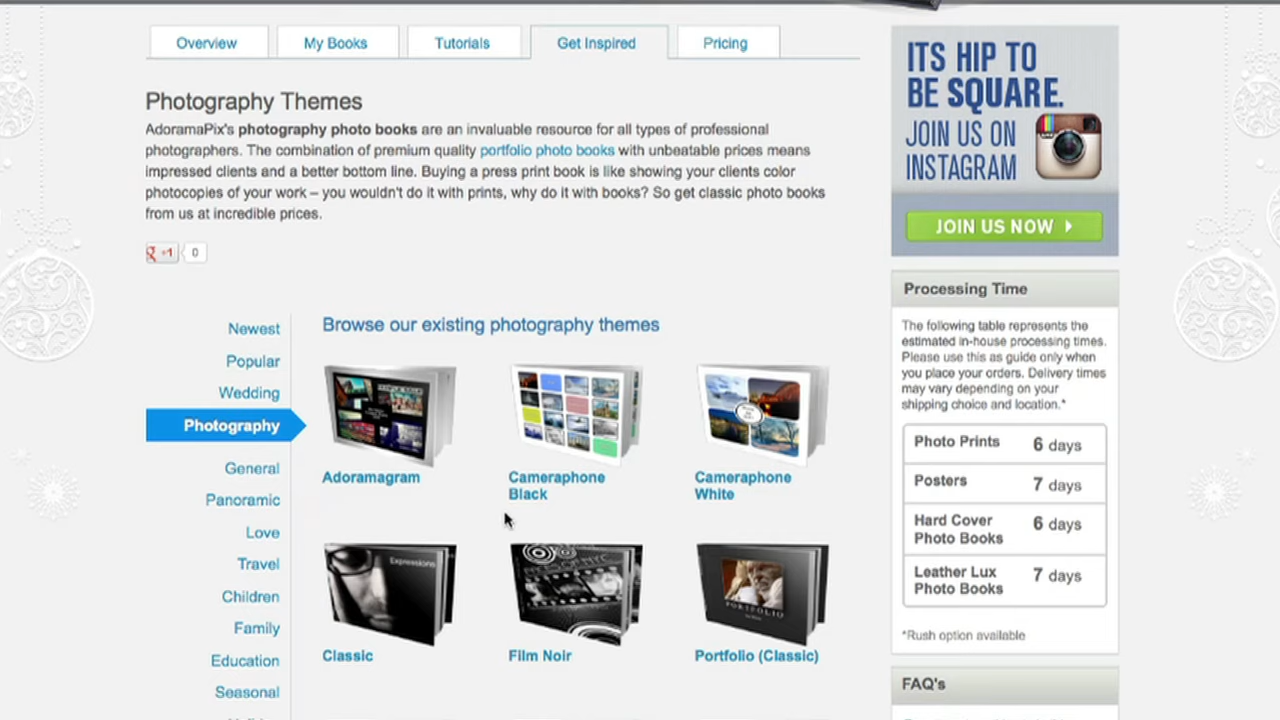 Overview
My Books
Tutorials
Get Inspired
Pricing
Photography Themes
AdoramaPix's photography photo books are an invaluable resource for all types of professional
photographers. The combination of premium quality portfolio photo books with unbeatable prices means
impressed clients and a better bottom line. Buying a press print book is like showing your clients color
photocopies of your work – you wouldn't do it with prints, why do it with books? So get classic photo books
from us at incredible prices.
g +1
0
Newest
Popular
Wedding
Photography
General
Panoramic
Love
Travel
Children
Family
Education
Seasonal
Browse our existing photography themes
Adoramagram
Cameraphone
Black
Cameraphone
White
Expressions
PORTFOLIO
Classic
Film Noir
Portfolio (Classic)
ITS HIP TO
BE SQUARE.
JOIN US ON
INSTAGRAM
JOIN US NOW
Processing Time
The following table represents the
estimated in-house processing times.
Please use this as guide only when
you place your orders. Delivery times
may vary depending on your
shipping choice and location.*
Photo Prints 6 days
Posters 7 days
Hard Cover
Photo Books 6 days
Leather Lux
Photo Books 7 days
*Rush option available
FAQ's